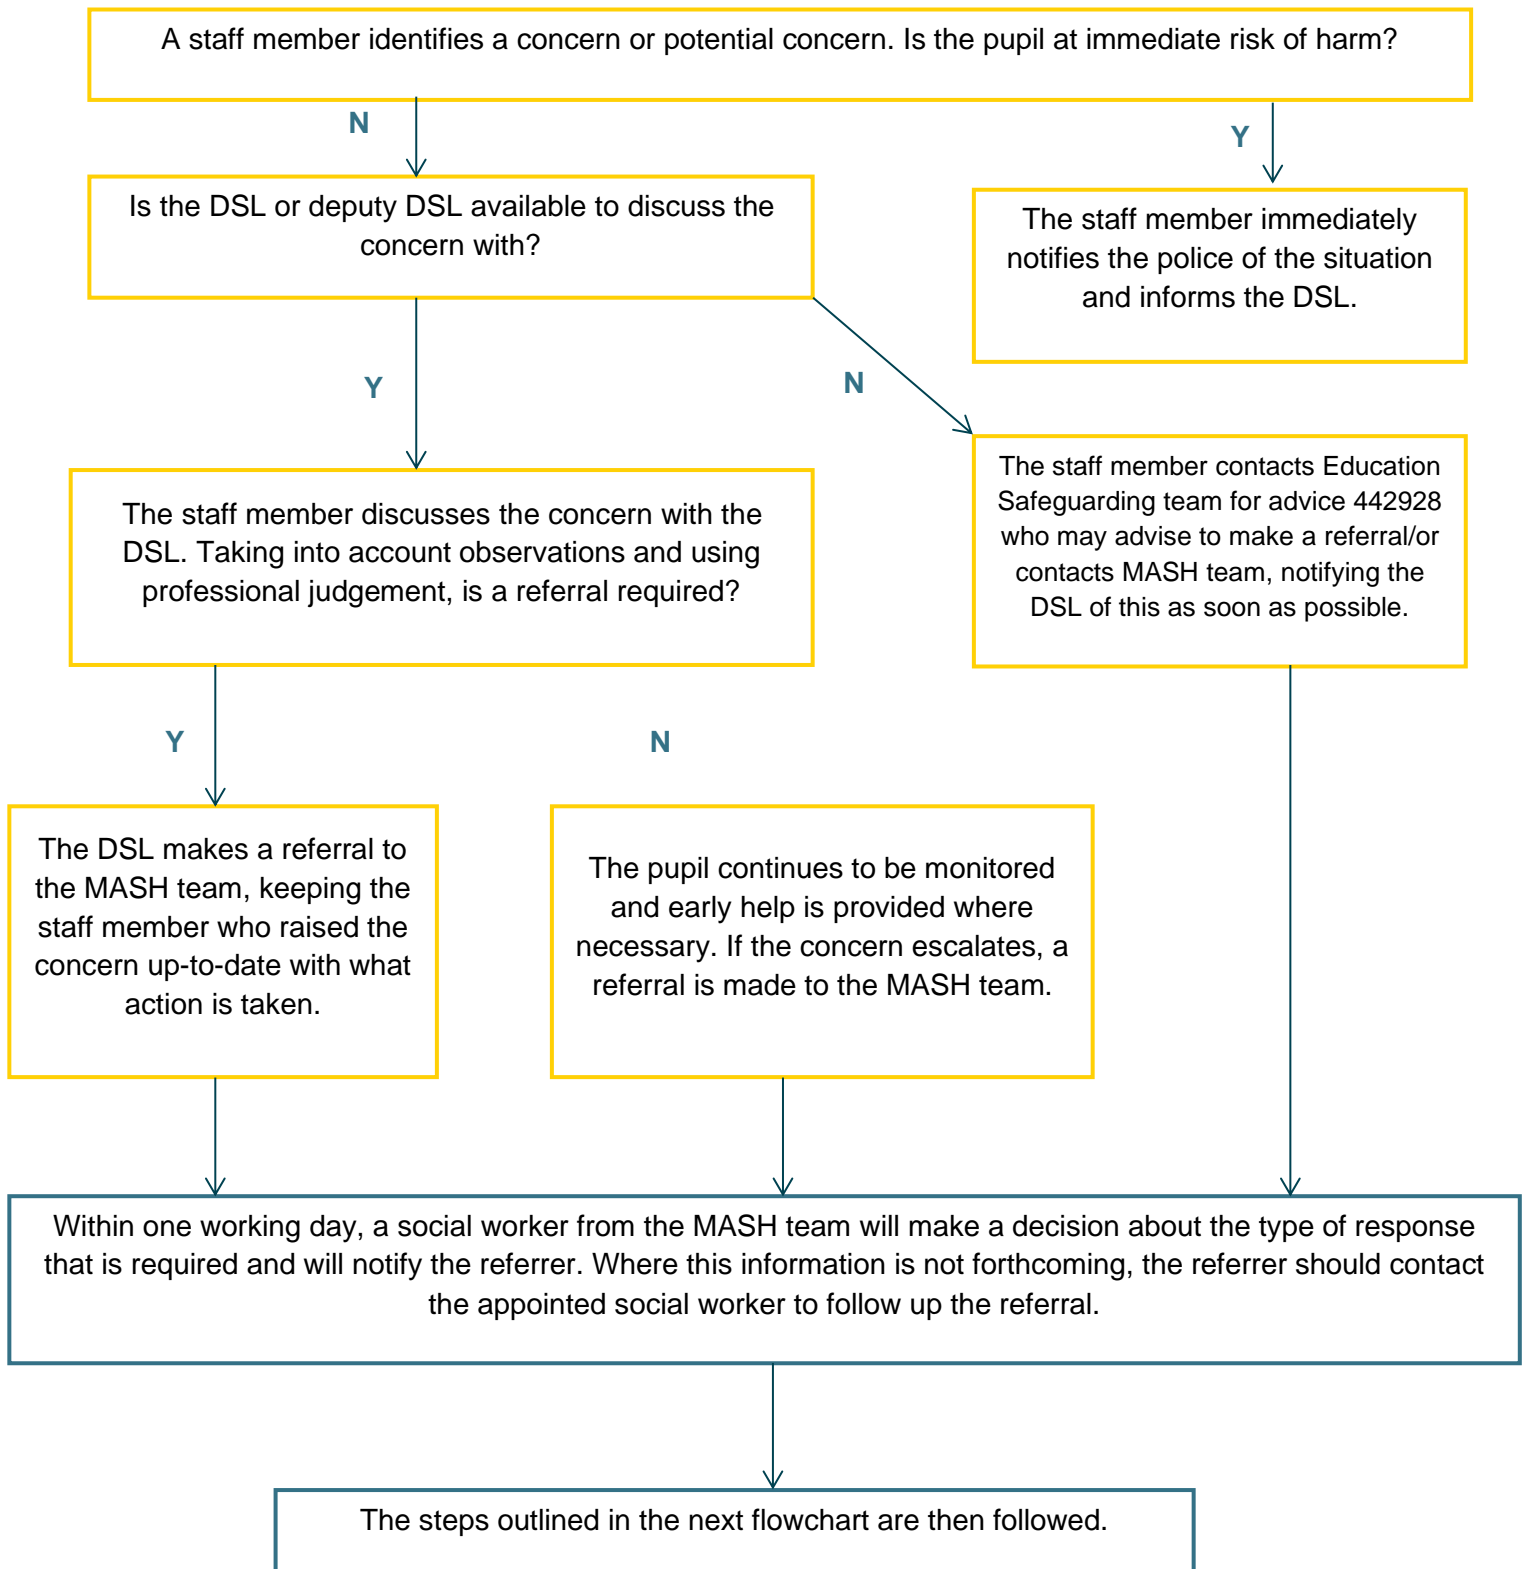 A staff member identifies a concern or potential concern. Is the pupil at immediate risk of harm?
N
Y
Is the DSL or deputy DSL available to discuss the
concern with?
The staff member immediately
notifies the police of the situation
and informs the DSL.
Y
N
The staff member contacts Education
Safeguarding team for advice 442928
who may advise to make a referral/or
contacts MASH team, notifying the
DSL of this as soon as possible.
The staff member discusses the concern with the
DSL. Taking into account observations and using
professional judgement, is a referral required?
Y
N
The DSL makes a referral to
the MASH team, keeping the
staff member who raised the
concern up-to-date with what
action is taken.
The pupil continues to be monitored
and early help is provided where
necessary. If the concern escalates, a
referral is made to the MASH team.
Within one working day, a social worker from the MASH team will make a decision about the type of response
that is required and will notify the referrer. Where this information is not forthcoming, the referrer should contact
the appointed social worker to follow up the referral.
The steps outlined in the next flowchart are then followed.